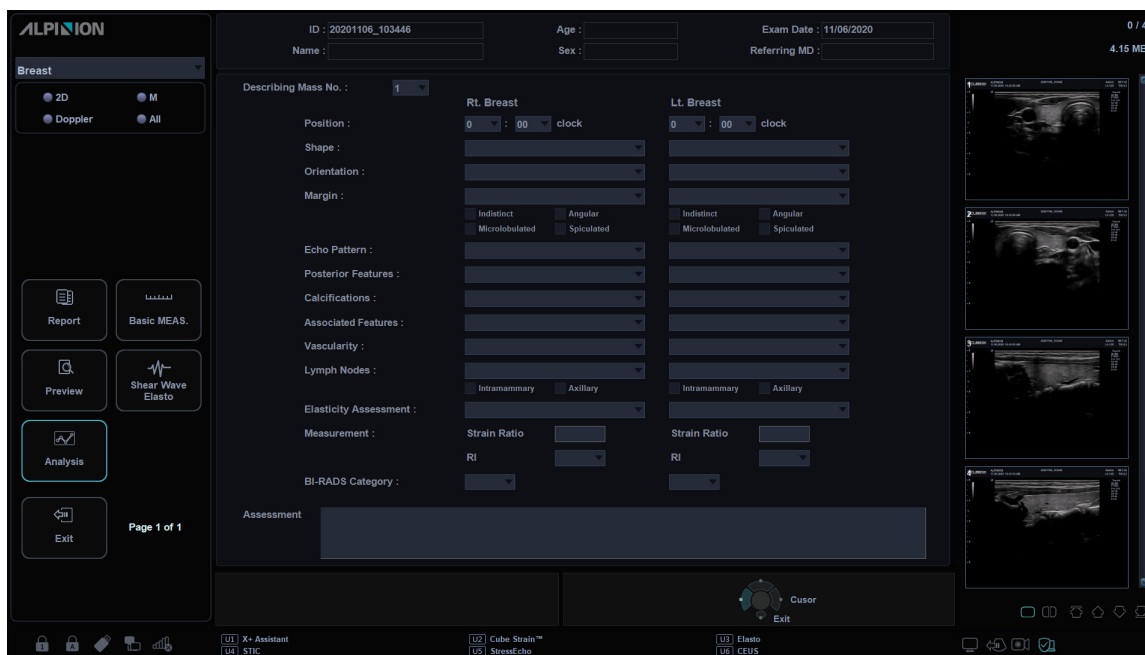 ALPINION
ID : 20201106_103446
Age :
Exam Date : 11/06/2020
Name :
Sex :
Referring MD :
0 / 4
4.15 MB
Breast
2D
M
Doppler
All
Report
Basic MEAS.
Preview
Shear Wave
Elasto
Analysis
Exit
Page 1 of 1
Describing Mass No. : 1
Rt. Breast
Lt. Breast
Position : 0 : 00 clock 0 : 00 clock
Shape :
Orientation :
Margin :
Indistinct Angular Indistinct Angular
Microlobulated Spiculated Microlobulated Spiculated
Echo Pattern :
Posterior Features :
Calcifications :
Associated Features :
Vascularity :
Lymph Nodes :
Intramammary Axillary Intramammary Axillary
Elasticity Assessment :
Measurement : Strain Ratio Strain Ratio
RI RI
BI-RADS Category :
Assessment
1
2
3
4
Cusor
Exit
U1 X+ Assistant U2 Cube Strain™ U3 Elasto
U4 STIC U5 StressEcho U6 CEUS